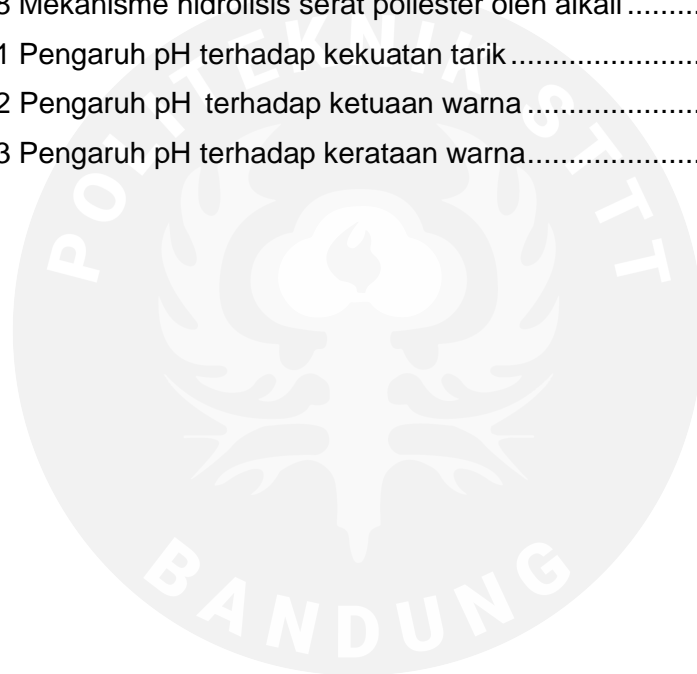 8 Mekanisme hidrolisis serat poliester oleh alkali..........
1 Pengaruh pH terhadap kekuatan tarik.......................
2 Pengaruh pH terhadap ketuaan warna.....................
3 Pengaruh pH terhadap kerataan warna.....................
POLITEKNIK STTT
BANDUNG